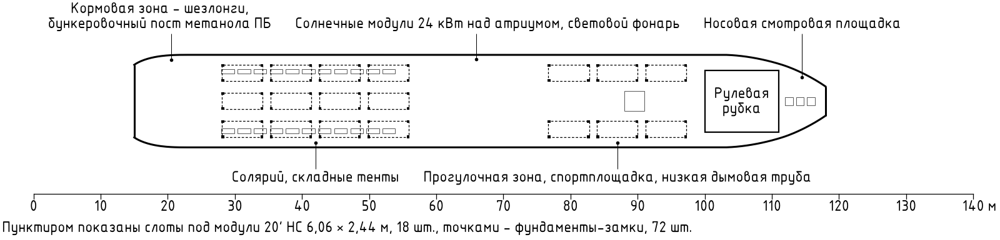 Кормовая зона – шезлонги,
бункеровочный пост метанола ПБ
Солнечные модули 24 кВт над атриумом, световой фонарь
Носовая смотровая площадка
Рулевая
рубка
Солярий, складные тенты
Прогулочная зона, спортплощадка, низкая дымовая труба
0 10 20 30 40 50 60 70 80 90 100 110 120 130 140 м
Пунктиром показаны слоты под модули 20′ HC 6,06 × 2,44 м, 18 шт., точками – фундаменты-замки, 72 шт.